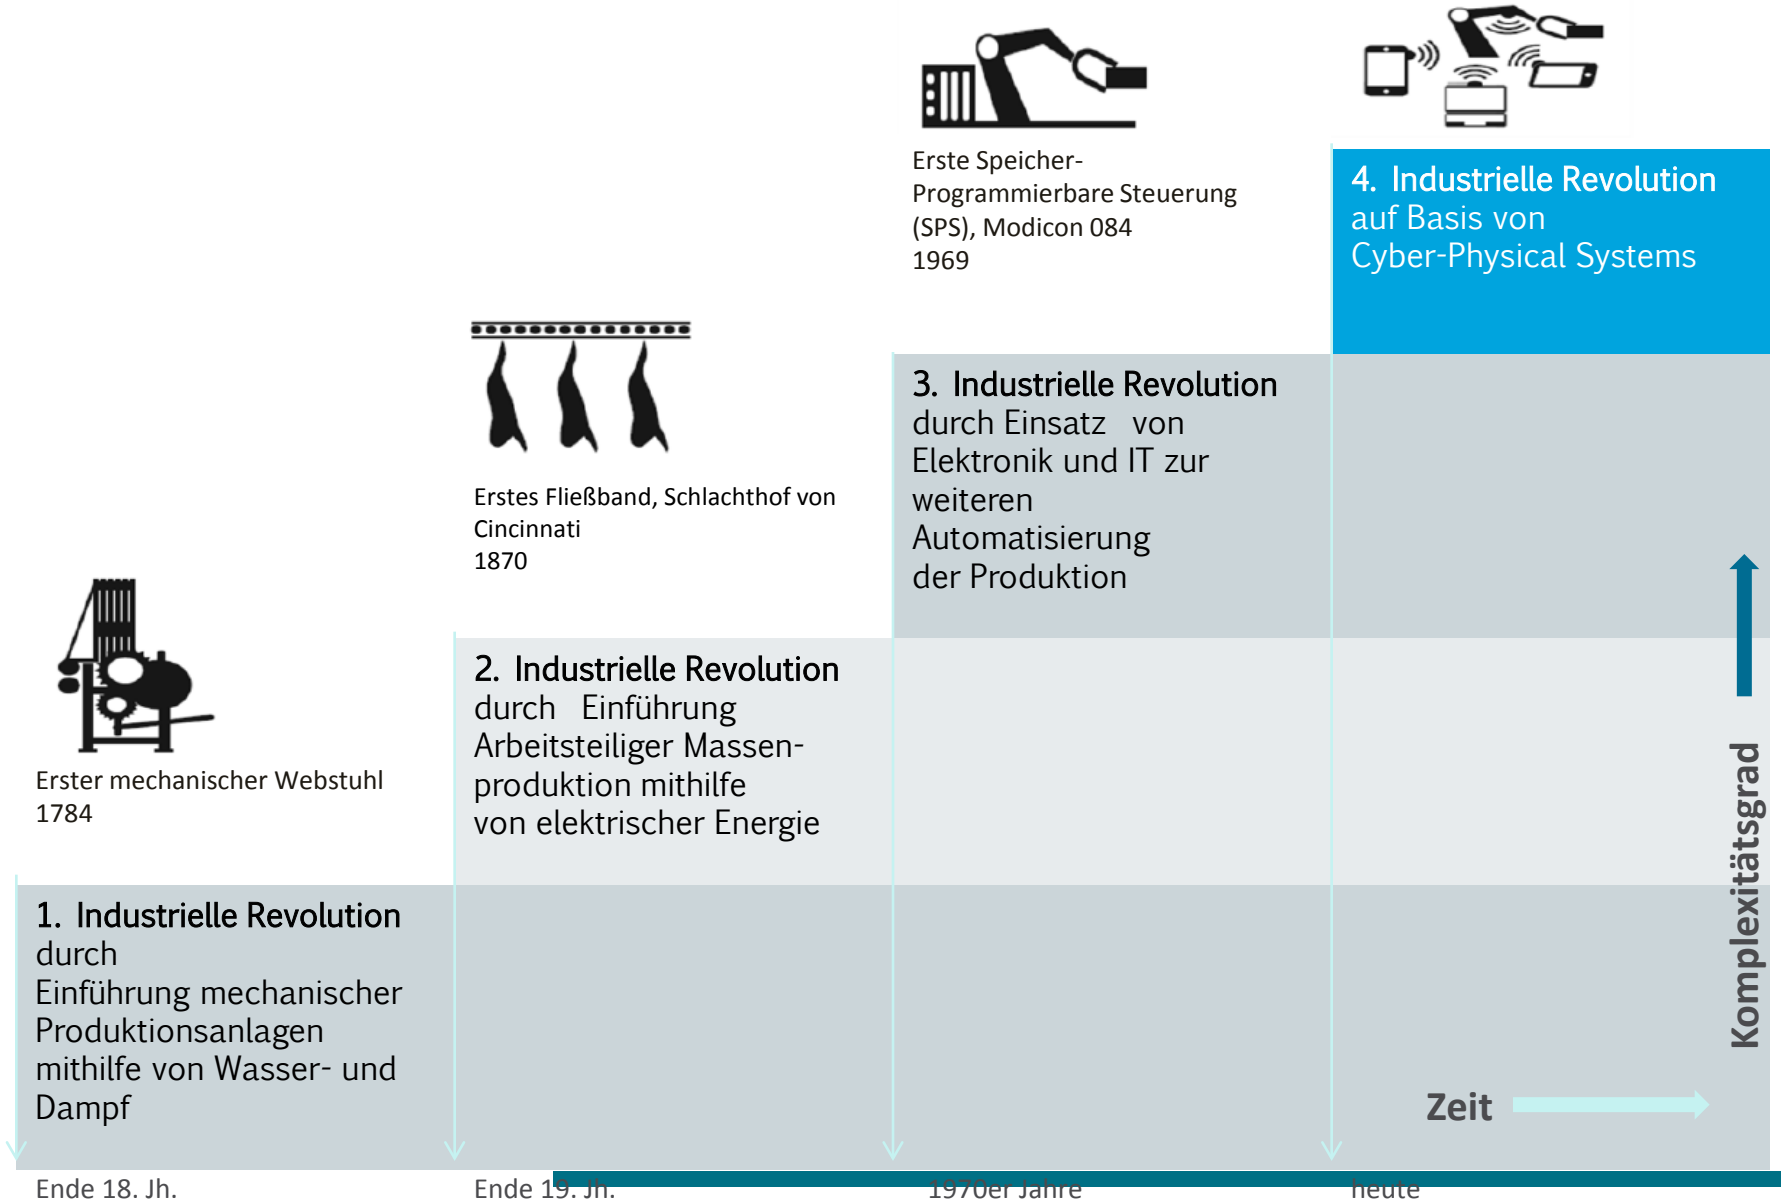 Erste Speicher-
Programmierbare Steuerung
(SPS), Modicon 084
1969
4. Industrielle Revolution
auf Basis von
Cyber-Physical Systems
3. Industrielle Revolution
durch Einsatz von
Elektronik und IT zur
weiteren
Automatisierung
der Produktion
Erstes Fließband, Schlachthof von
Cincinnati
1870
2. Industrielle Revolution
durch Einführung
Arbeitsteiliger Massen-
produktion mithilfe
von elektrischer Energie
Erster mechanischer Webstuhl
1784
1. Industrielle Revolution
durch
Einführung mechanischer
Produktionsanlagen
mithilfe von Wasser- und
Dampf
Komplexitätsgrad
Zeit
Ende 18. Jh.
Ende 19. Jh.
1970er Jahre
heute